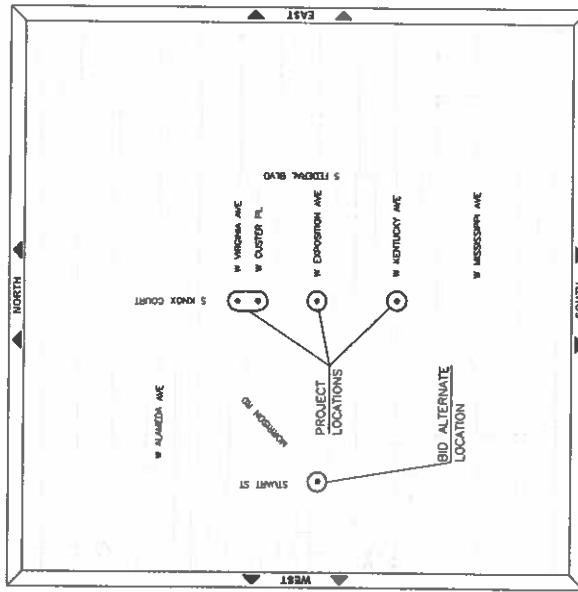 EAST
NORTH
S FEDERAL BLVD
W VIRGINIA AVE
W CUSTER PL
W EXPOSITION AVE
W KENTUCKY AVE
W MISSISSIPPI AVE
S KNOX COURT
W ALAMEDA AVE
MORRISON RD
PROJECT
LOCATIONS
BID ALTERNATE
LOCATION
STUART ST
SOUTH
WEST